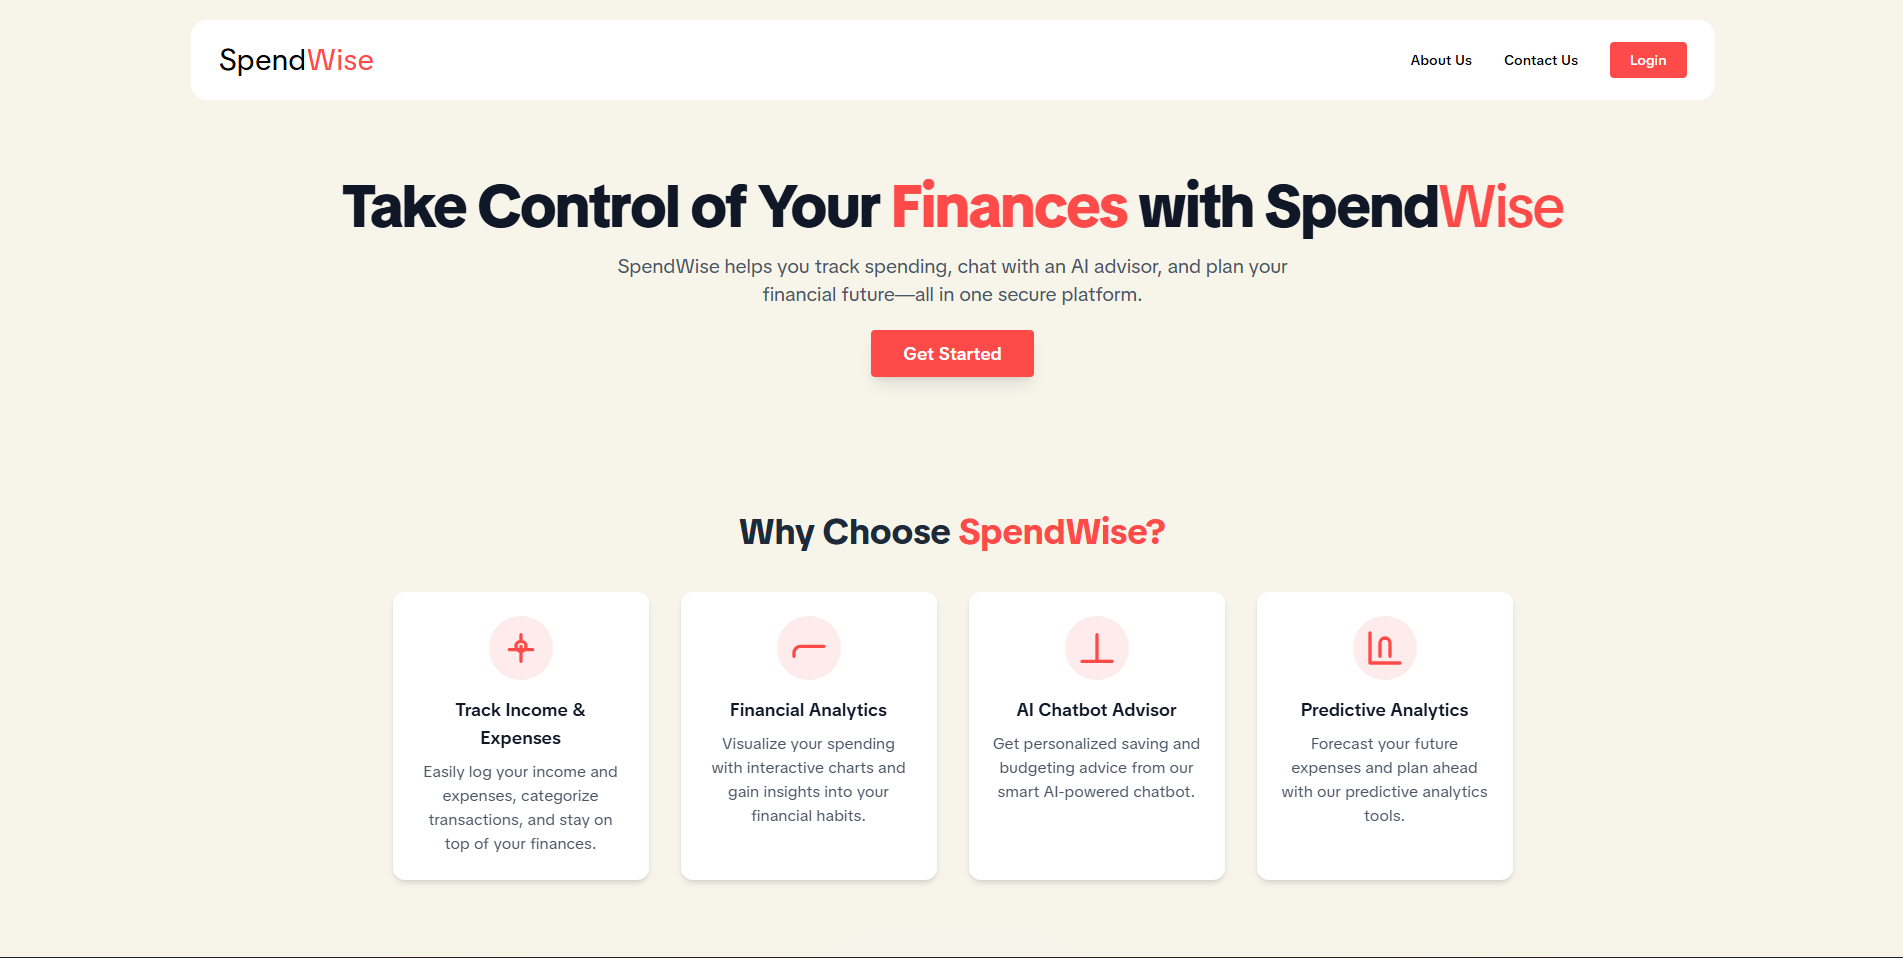 SpendWise
About Us
Contact Us
Login
Take Control of Your Finances with SpendWise
SpendWise helps you track spending, chat with an AI advisor, and plan your
financial future—all in one secure platform.
Get Started
Why Choose SpendWise?
Track Income &
Expenses
Easily log your income and
expenses, categorize
transactions, and stay on
top of your finances.
Financial Analytics
Visualize your spending
with interactive charts and
gain insights into your
financial habits.
AI Chatbot Advisor
Get personalized saving and
budgeting advice from our
smart AI-powered chatbot.
Predictive Analytics
Forecast your future
expenses and plan ahead
with our predictive analytics
tools.